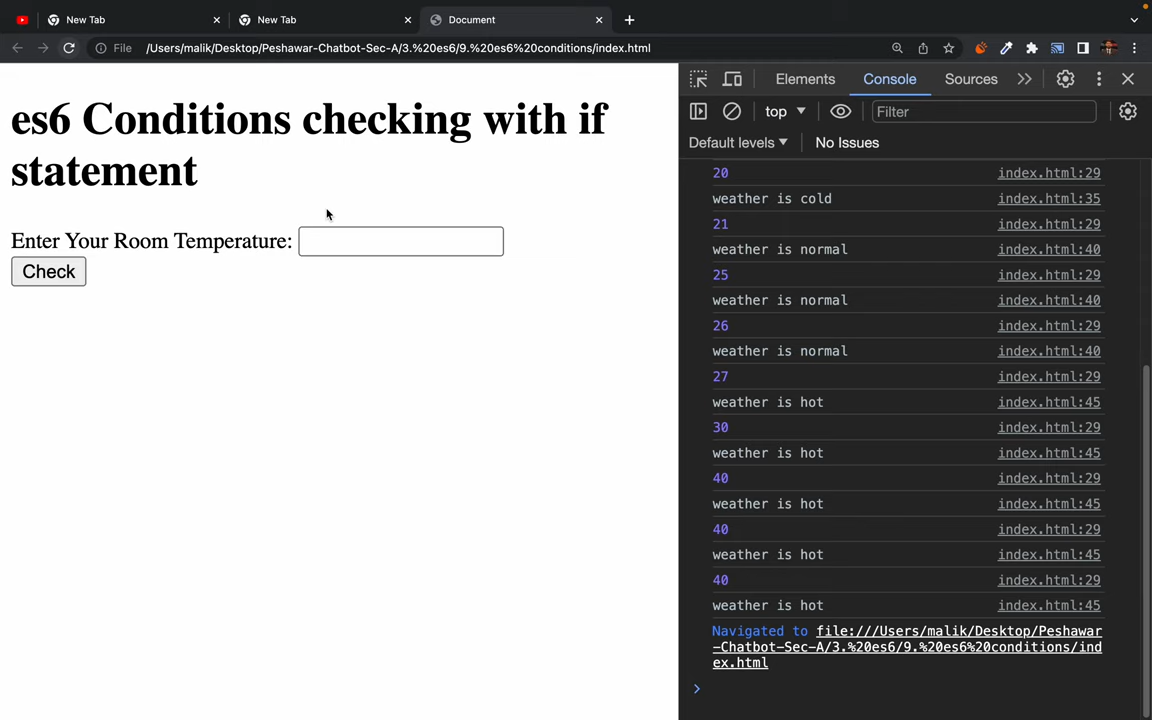 New Tab
New Tab
Document
File
/Users/malik/Desktop/Peshawar-Chatbot-Sec-A/3.%20es6/9.%20es6%20conditions/index.html
es6 Conditions checking with if
statement
Enter Your Room Temperature:
Check
Elements
Console
Sources
top
Filter
Default levels
No Issues
20 index.html:29
weather is cold index.html:35
21 index.html:29
weather is normal index.html:40
25 index.html:29
weather is normal index.html:40
26 index.html:29
weather is normal index.html:40
27 index.html:29
weather is hot index.html:45
30 index.html:29
weather is hot index.html:45
40 index.html:29
weather is hot index.html:45
40 index.html:29
weather is hot index.html:45
40 index.html:29
weather is hot index.html:45
Navigated to file:///Users/malik/Desktop/Peshawar
-Chatbot-Sec-A/3.%20es6/9.%20es6%20conditions/ind
ex.html